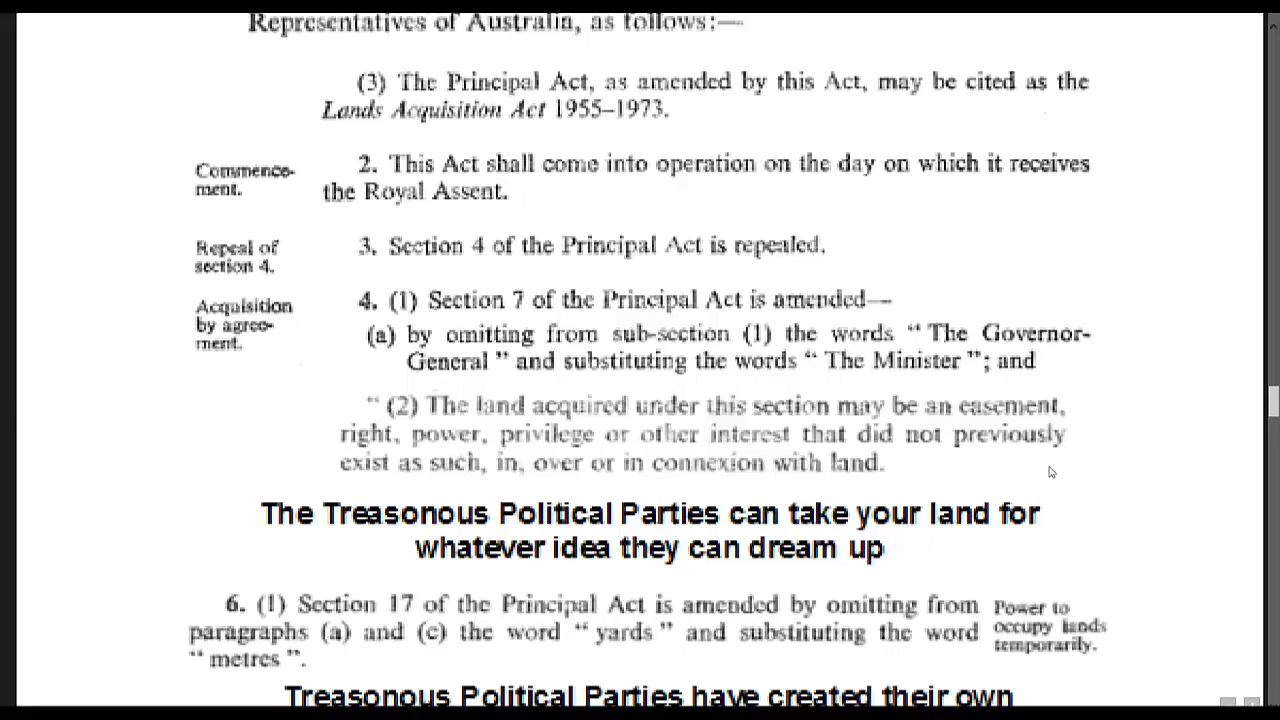 Representatives of Australia, as follows:—
(3) The Principal Act, as amended by this Act, may be cited as the
Lands Acquisition Act 1955–1973.
Commence-
ment.
2. This Act shall come into operation on the day on which it receives
the Royal Assent.
Repeal of
section 4.
3. Section 4 of the Principal Act is repealed.
Acquisition
by agree-
ment.
4. (1) Section 7 of the Principal Act is amended—
(a) by omitting from sub-section (1) the words “ The Governor-
General ” and substituting the words “ The Minister ”; and
“ (2) The land acquired under this section may be an easement,
right, power, privilege or other interest that did not previously
exist as such, in, over or in connexion with land.
The Treasonous Political Parties can take your land for
whatever idea they can dream up
6. (1) Section 17 of the Principal Act is amended by omitting from
paragraphs (a) and (c) the word “ yards ” and substituting the word
“ metres ”.
Power to
occupy lands
temporarily.
Treasonous Political Parties have created their own